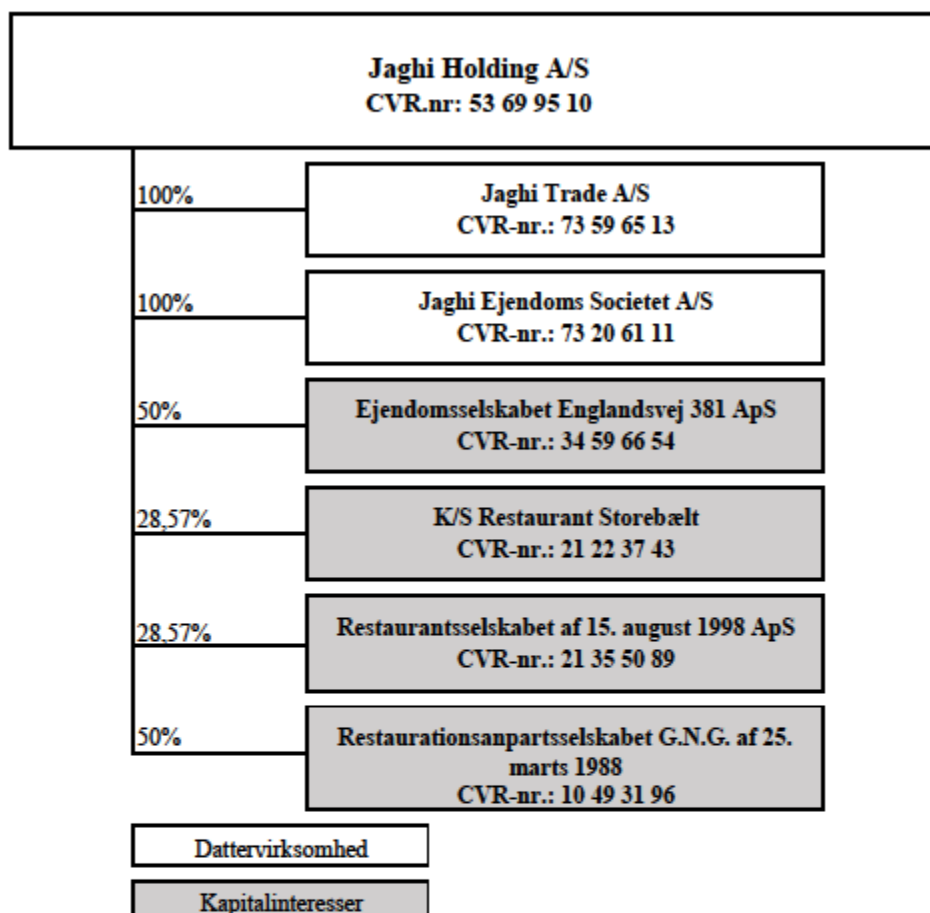 Jaghi Holding A/S
CVR.nr: 53 69 95 10
100%
Jaghi Trade A/S
CVR-nr.: 73 59 65 13
100%
Jaghi Ejendoms Societet A/S
CVR-nr.: 73 20 61 11
50%
Ejendomsselskabet Englandsvej 381 ApS
CVR-nr.: 34 59 66 54
28,57%
K/S Restaurant Storebælt
CVR-nr.: 21 22 37 43
28,57%
Restaurantsselskabet af 15. august 1998 ApS
CVR-nr.: 21 35 50 89
50%
Restaurationsanpartsselskabet G.N.G. af 25.
marts 1988
CVR-nr.: 10 49 31 96
Dattervirksomhed
Kapitalinteresser